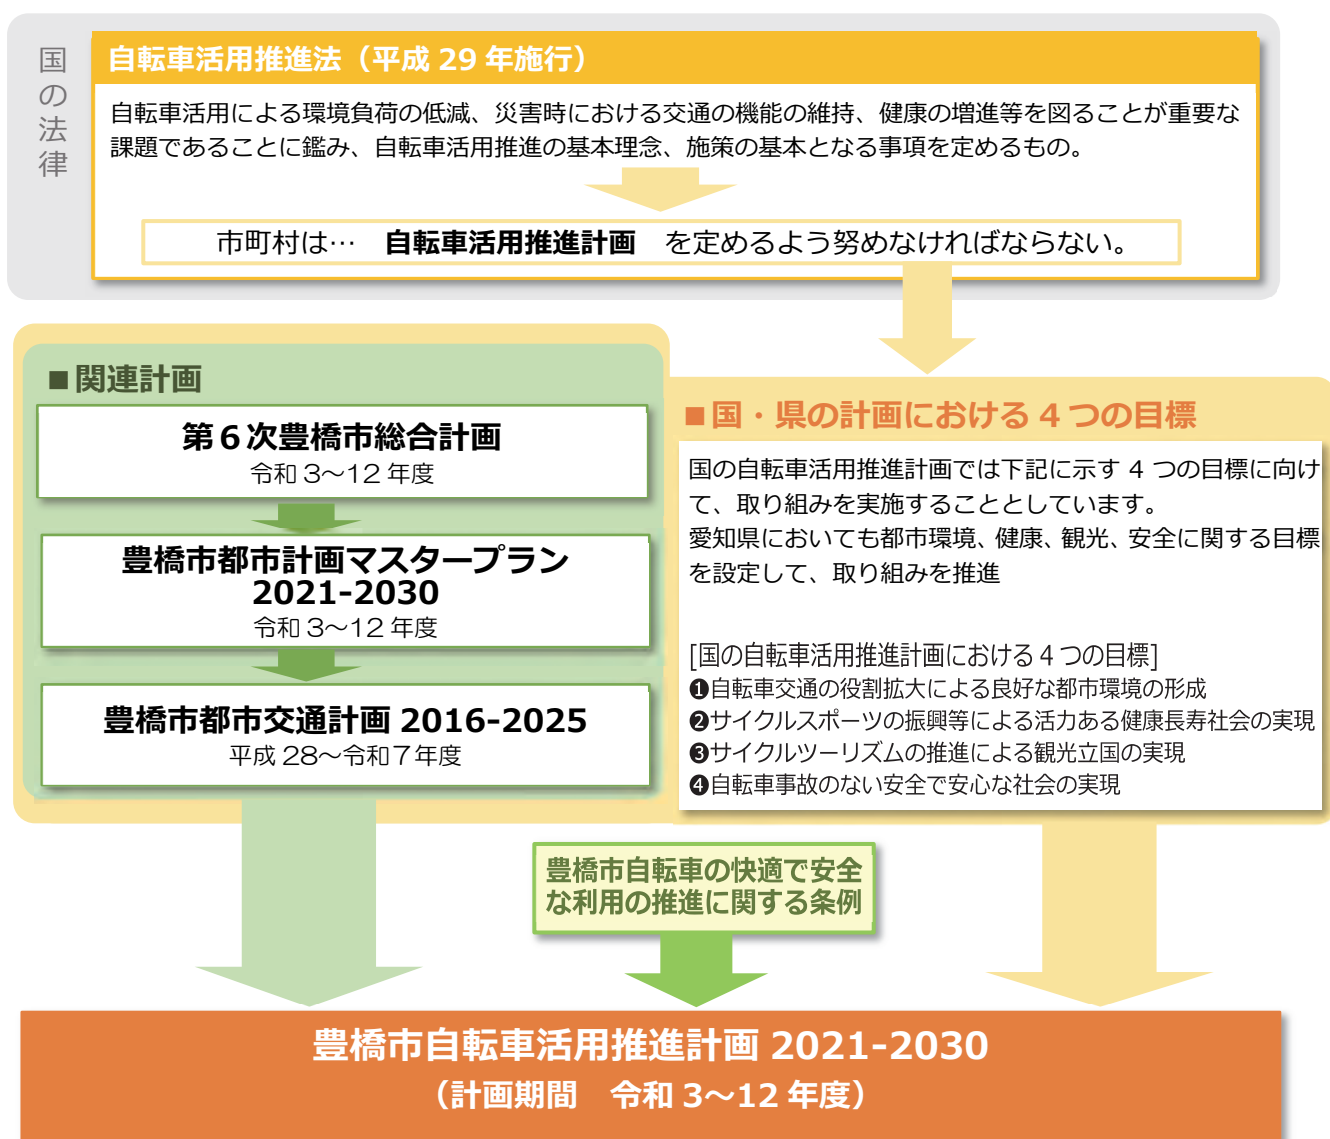 国の法律
自転車活用推進法（平成 29 年施行）
自転車活用による環境負荷の低減、災害時における交通の機能の維持、健康の増進等を図ることが重要な
課題であることに鑑み、自転車活用推進の基本理念、施策の基本となる事項を定めるもの。
市町村は… 自転車活用推進計画 を定めるよう努めなければならない。
■関連計画
第６次豊橋市総合計画
令和 3～12 年度
豊橋市都市計画マスタープラン
2021-2030
令和 3～12 年度
豊橋市都市交通計画 2016-2025
平成 28～令和７年度
■国・県の計画における 4 つの目標
国の自転車活用推進計画では下記に示す 4 つの目標に向け
て、取り組みを実施することとしています。
愛知県においても都市環境、健康、観光、安全に関する目標
を設定して、取り組みを推進
[国の自転車活用推進計画における 4 つの目標]
❶自転車交通の役割拡大による良好な都市環境の形成
❷サイクルスポーツの振興等による活力ある健康長寿社会の実現
❸サイクルツーリズムの推進による観光立国の実現
❹自転車事故のない安全で安心な社会の実現
豊橋市自転車の快適で安全
な利用の推進に関する条例
豊橋市自転車活用推進計画 2021-2030
（計画期間　令和 3～12 年度）